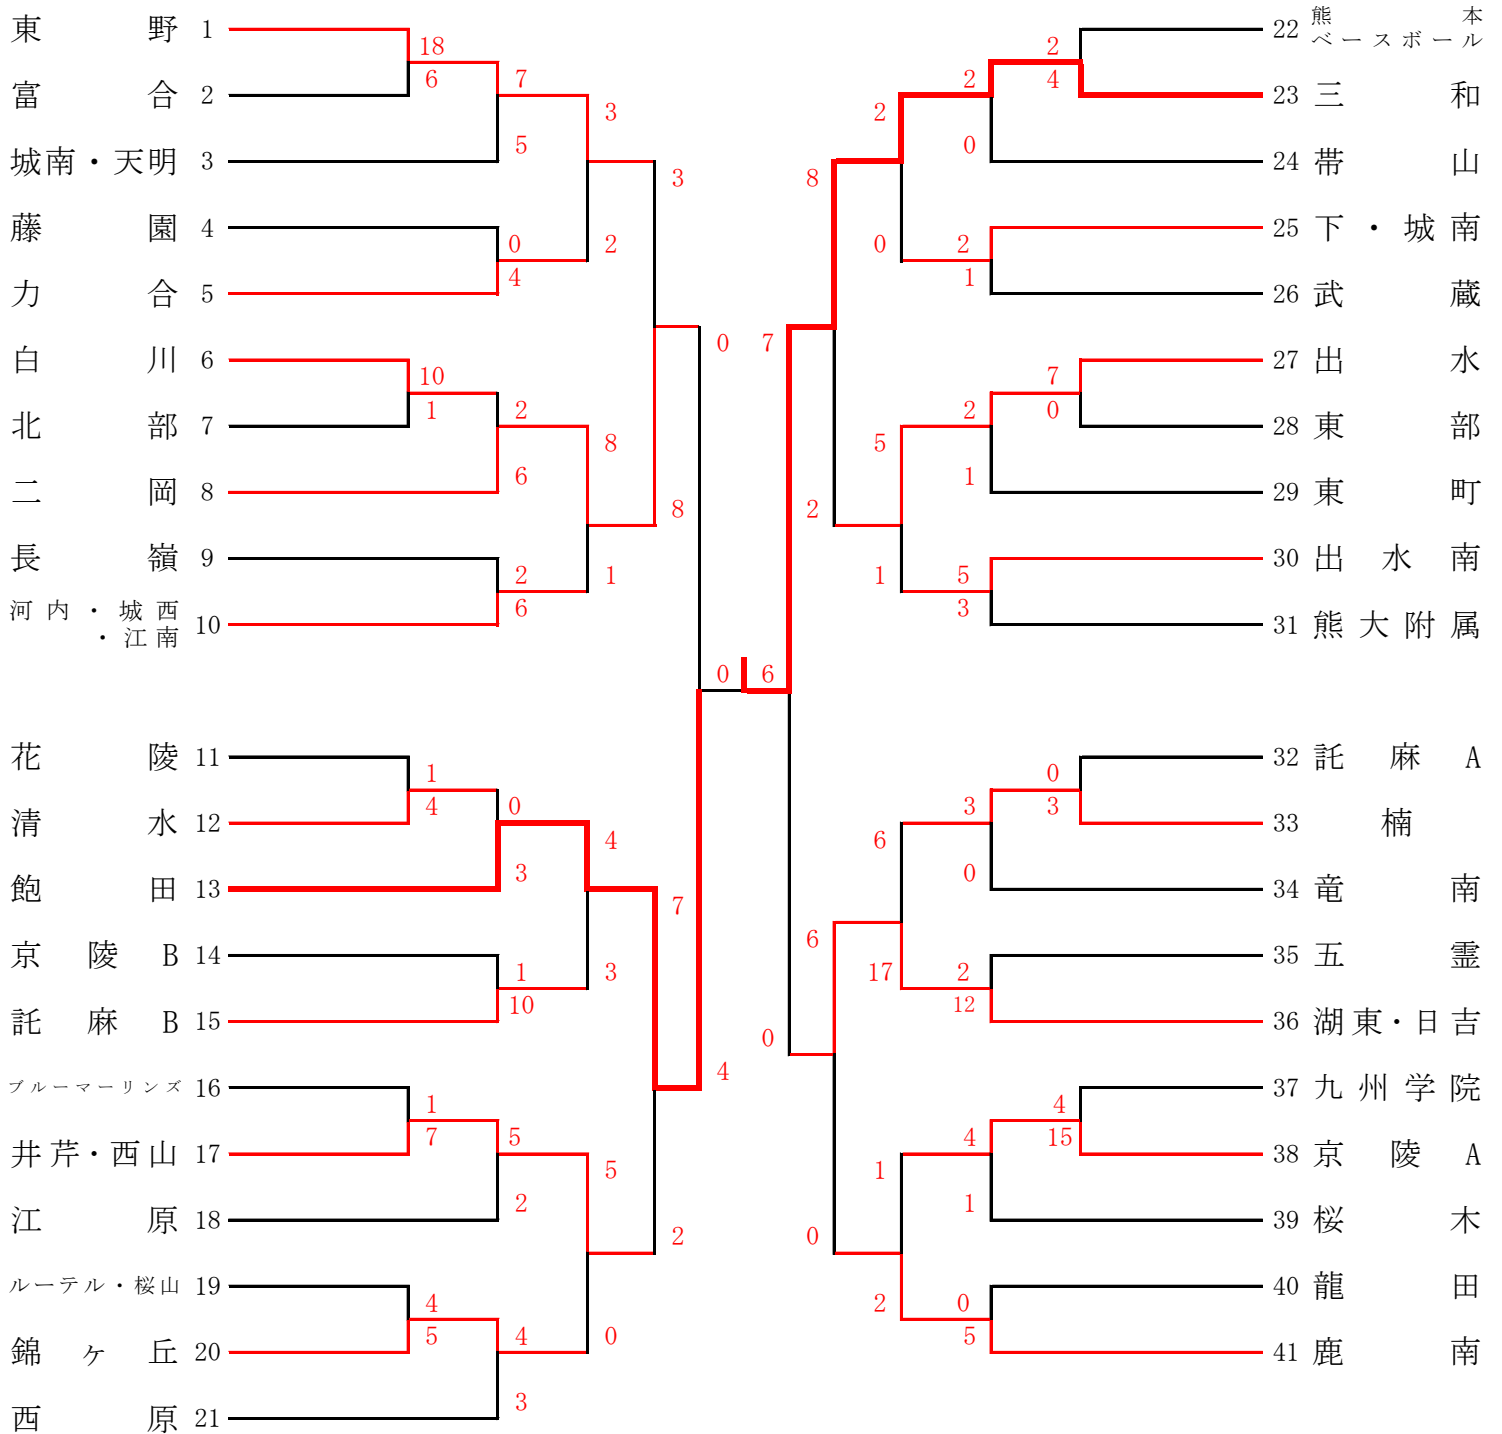 東野 1
富合 2
城南・天明 3
藤園 4
力合 5
白川 6
北部 7
二岡 8
長嶺 9
河内・城西
・江南 10
花陵 11
清水 12
飽田 13
京陵B 14
託麻B 15
ブルーマーリンズ 16
井芹・西山 17
江原 18
ルーテル・桜山 19
錦ヶ丘 20
西原 21
18
6
7
5
3
0
4
2
3
10
1
2
6
8
2
6
1
8
0
1
4
0
3
4
1
10
3
7
1
7
5
2
5
4
5
4
3
0
2
4
0
6
7
0
8
2
2
0
2
4
2
0
2
1
5
1
7
0
2
1
5
3
6
0
6
17
0
3
3
0
2
12
1
2
4
15
4
1
0
5
22 熊本
ベースボール
23 三和
24 帯山
25 下・城南
26 武蔵
27 出水
28 東部
29 東町
30 出水南
31 熊大附属
32 託麻A
33 楠
34 竜南
35 五霊
36 湖東・日吉
37 九州学院
38 京陵A
39 桜木
40 龍田
41 鹿南